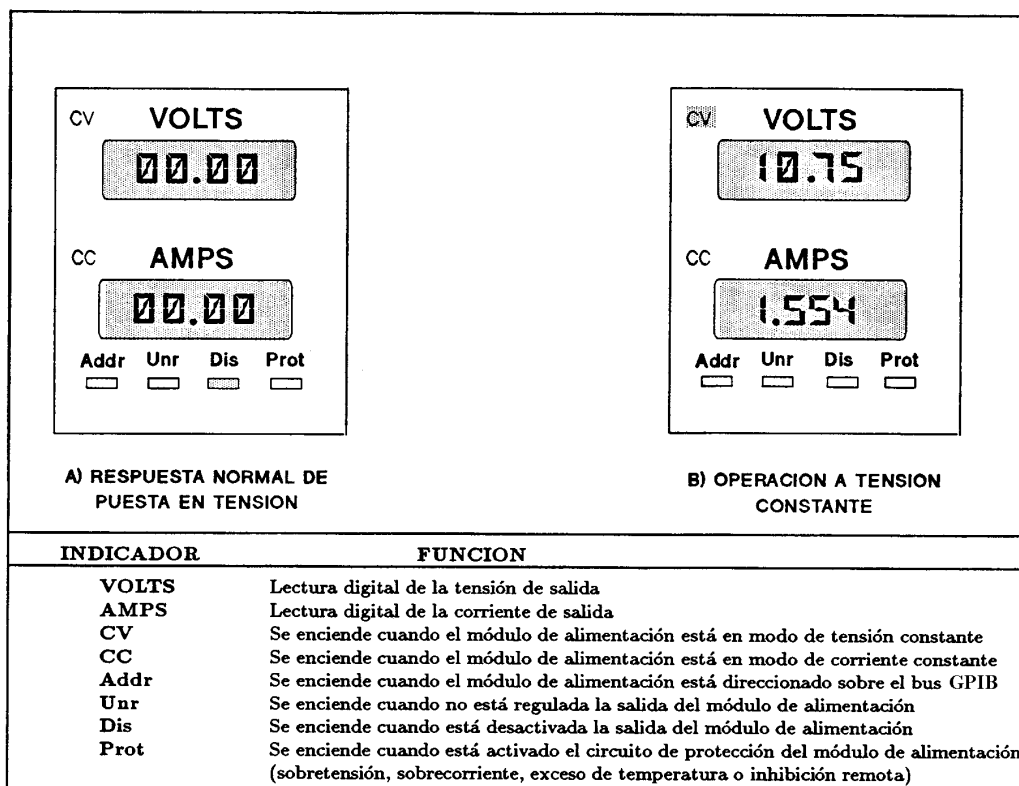 CV VOLTS
00.00
CC AMPS
00.00
Addr Unr Dis Prot
A) RESPUESTA NORMAL DE
PUESTA EN TENSION
CV VOLTS
10.75
CC AMPS
1.554
Addr Unr Dis Prot
B) OPERACION A TENSION
CONSTANTE
INDICADOR FUNCION
VOLTS Lectura digital de la tensión de salida
AMPS Lectura digital de la corriente de salida
CV Se enciende cuando el módulo de alimentación está en modo de tensión constante
CC Se enciende cuando el módulo de alimentación está en modo de corriente constante
Addr Se enciende cuando el módulo de alimentación está direccionado sobre el bus GPIB
Unr Se enciende cuando no está regulada la salida del módulo de alimentación
Dis Se enciende cuando está desactivada la salida del módulo de alimentación
Prot Se enciende cuando está activado el circuito de protección del módulo de alimentación
(sobretensión, sobrecorriente, exceso de temperatura o inhibición remota)